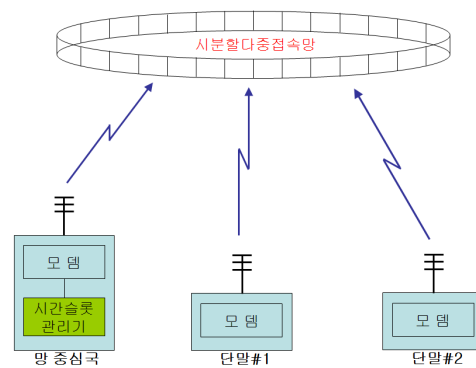 시분할다중접속망
모 뎀
시간슬롯
관리기
망 중심국
모 뎀
단말#1
모 뎀
단말#2